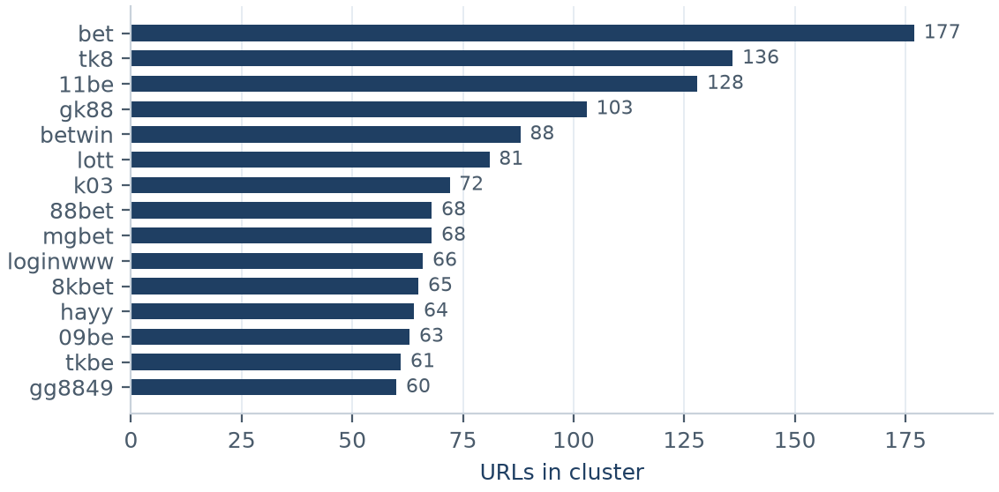 bet 177
tk8 136
11be 128
gk88 103
betwin 88
lott 81
k03 72
88bet 68
mgbet 68
loginwww 66
8kbet 65
hayy 64
09be 63
tkbe 61
gg8849 60
0 25 50 75 100 125 150 175
URLs in cluster